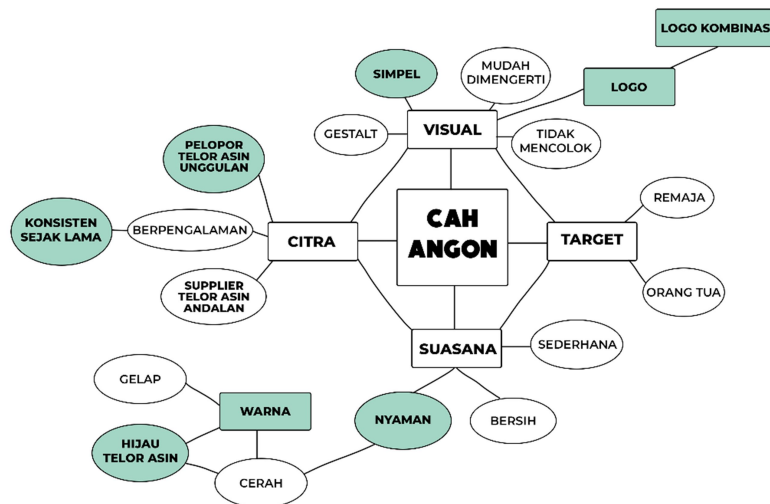 LOGO KOMBINASI
LOGO
SIMPEL
MUDAH
DIMENGERTI
GESTALT
VISUAL
TIDAK
MENCOLOK
PELOPOR
TELOR ASIN
UNGGULAN
KONSISTEN
SEJAK LAMA
BERPENGALAMAN
CITRA
SUPPLIER
TELOR ASIN
ANDALAN
CAH
ANGON
TARGET
REMAJA
ORANG TUA
SUASANA
SEDERHANA
GELAP
WARNA
NYAMAN
BERSIH
HIJAU
TELOR ASIN
CERAH